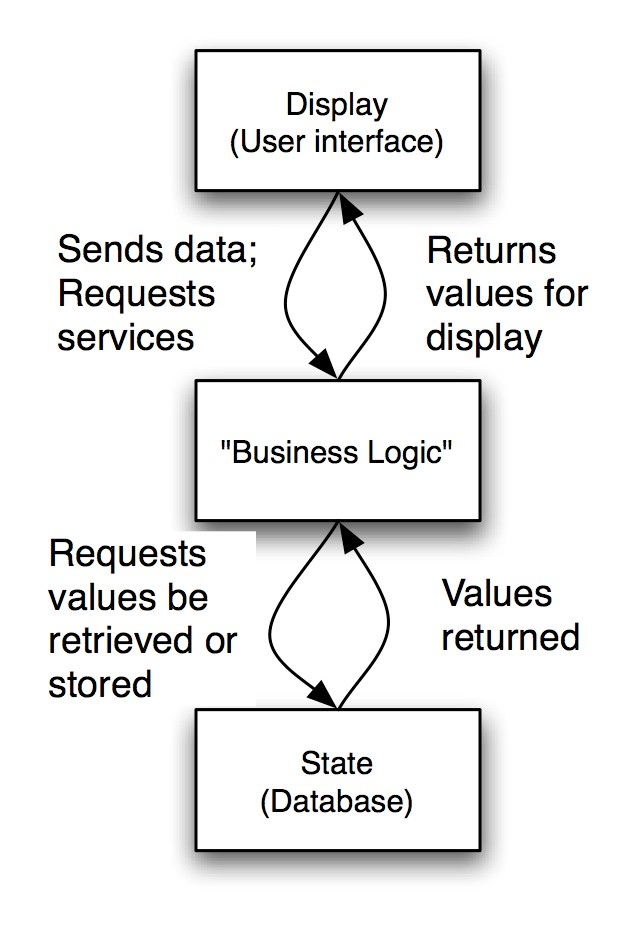 Display
(User interface)
Sends data;
Requests
services
Returns
values for
display
"Business Logic"
Requests
values be
retrieved or
stored
Values
returned
State
(Database)